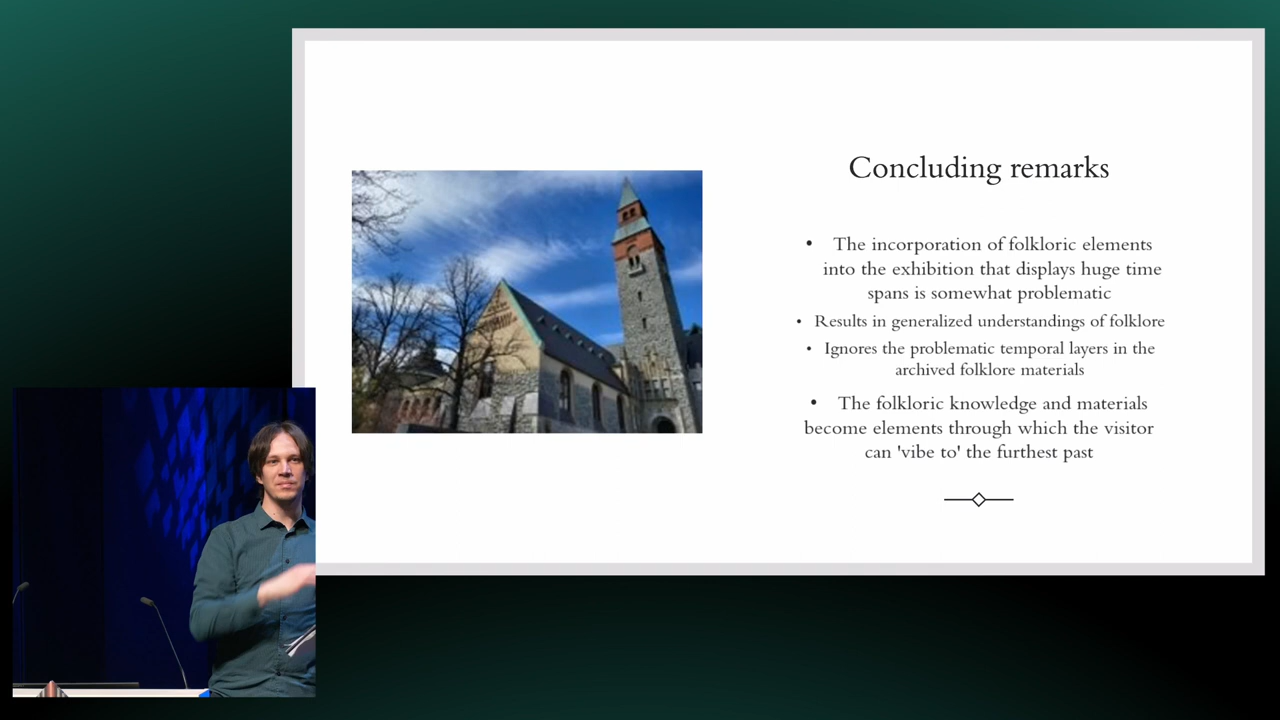 Concluding remarks
• The incorporation of folkloric elements
into the exhibition that displays huge time
spans is somewhat problematic
• Results in generalized understandings of folklore
• Ignores the problematic temporal layers in the
archived folklore materials
• The folkloric knowledge and materials
become elements through which the visitor
can 'vibe to' the furthest past